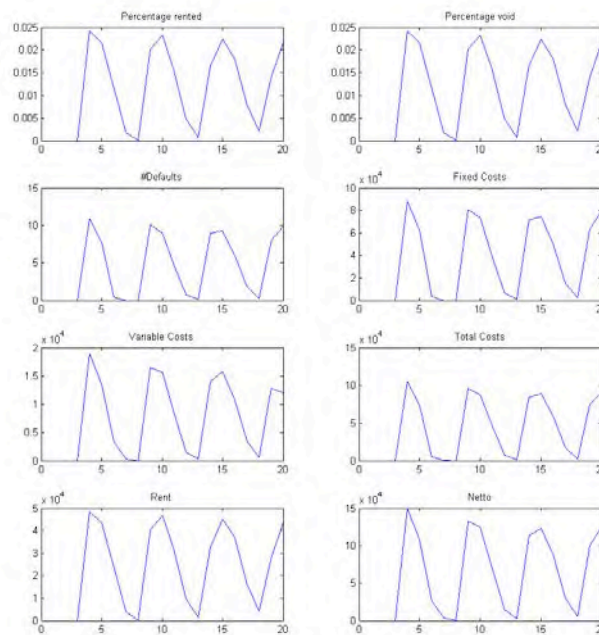 Percentage rented
Percentage void
0.025
0.02
0.015
0.01
0.005
0
0 5 10 15 20
0.025
0.02
0.015
0.01
0.005
0
0 5 10 15 20
#Defaults
Fixed Costs
15
10
5
0
0 5 10 15 20
x 10^4
10
8
6
4
2
0
0 5 10 15 20
Variable Costs
Total Costs
x 10^4
2
1.5
1
0.5
0
0 5 10 15 20
x 10^4
15
10
5
0
0 5 10 15 20
Rent
Netto
x 10^4
5
4
3
2
1
0
0 5 10 15 20
x 10^4
15
10
5
0
0 5 10 15 20